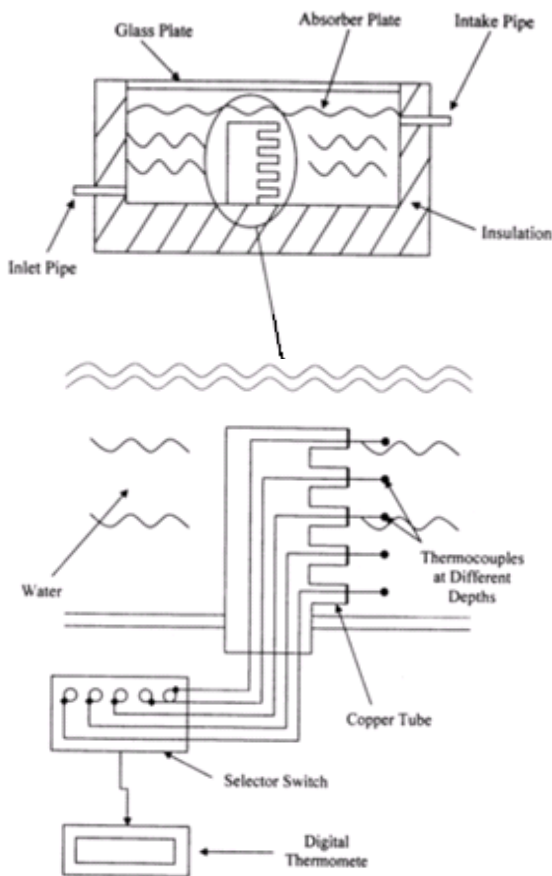 Glass Plate
Absorber Plate
Intake Pipe
Inlet Pipe
Insulation
Water
Thermocouples
at Different
Depths
Copper Tube
Selector Switch
Digital
Thermomete